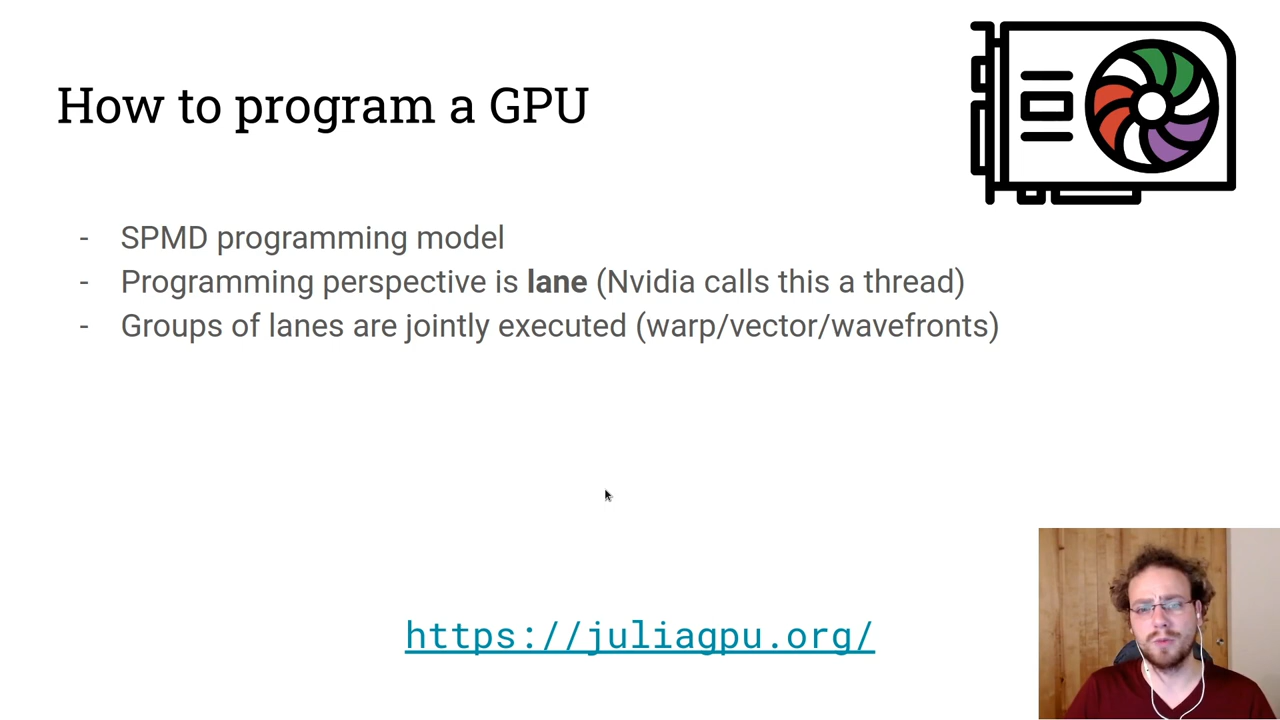 How to program a GPU
- SPMD programming model
- Programming perspective is lane (Nvidia calls this a thread)
- Groups of lanes are jointly executed (warp/vector/wavefronts)
https://juliagpu.org/